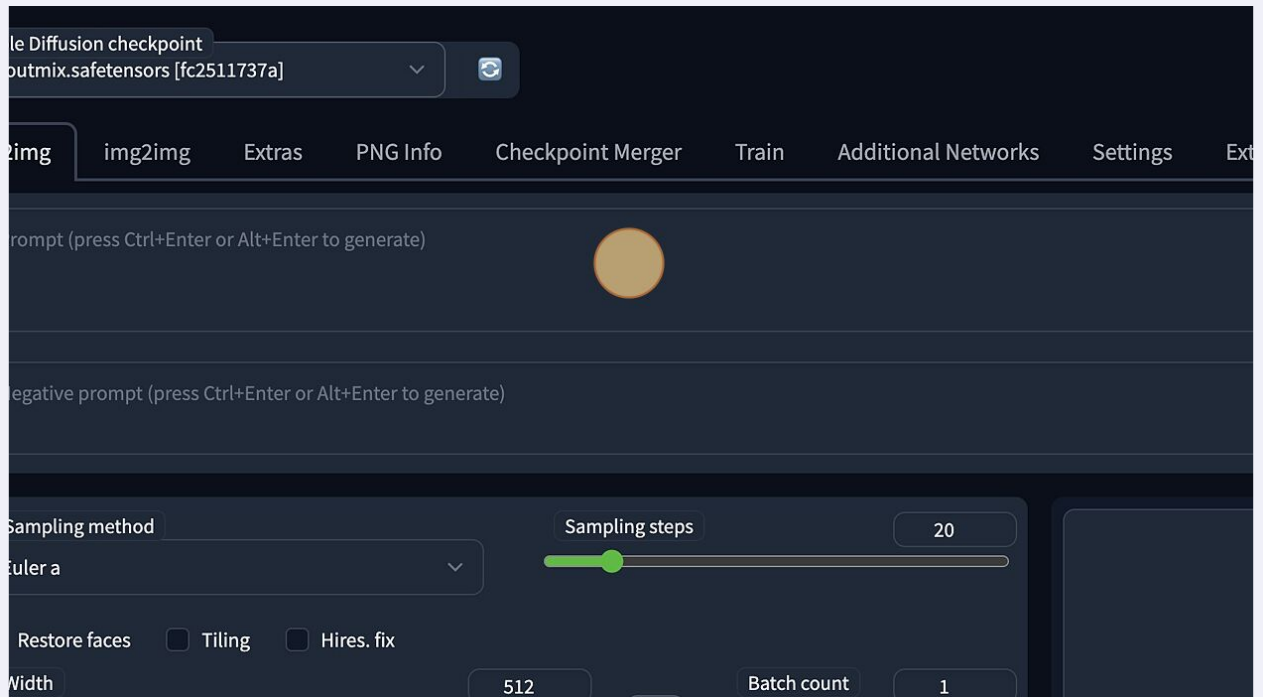 le Diffusion checkpoint
outmix.safetensors [fc2511737a]
2img img2img Extras PNG Info Checkpoint Merger Train Additional Networks Settings Ext
rompt (press Ctrl+Enter or Alt+Enter to generate)
legative prompt (press Ctrl+Enter or Alt+Enter to generate)
Sampling method Sampling steps 20
Euler a
Restore faces Tiling Hires. fix
Width 512 Batch count 1